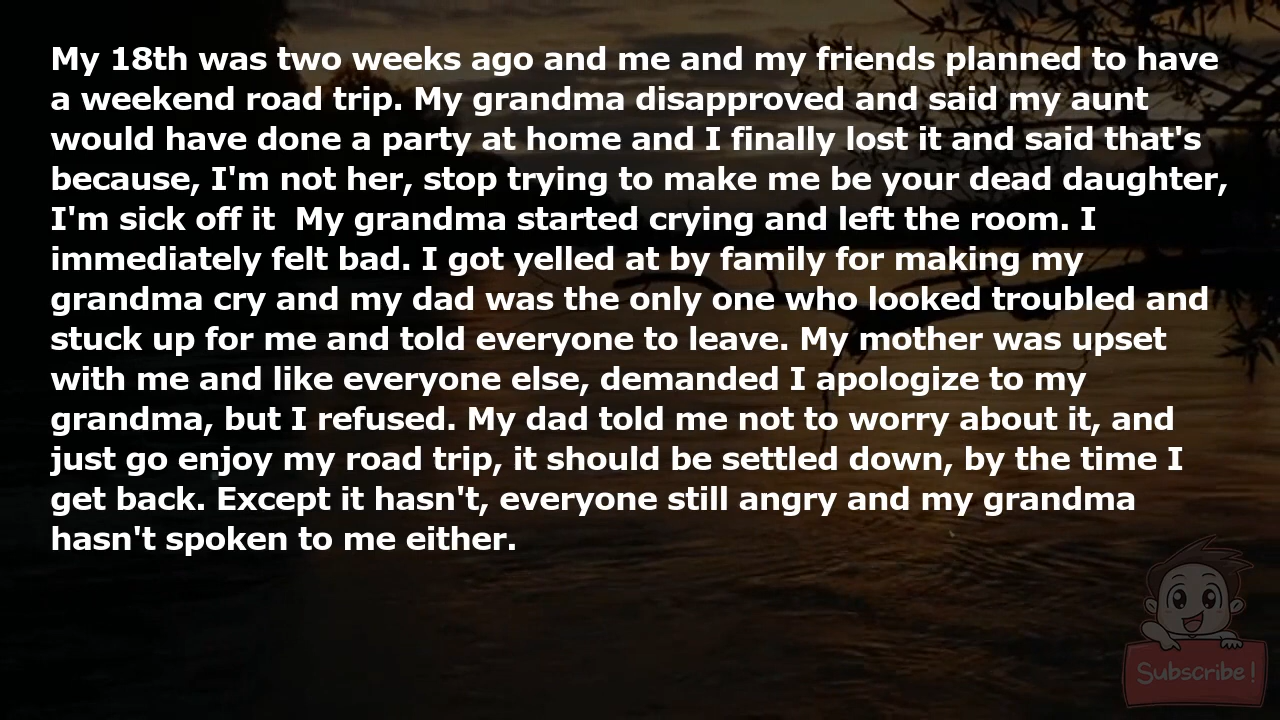 My 18th was two weeks ago and me and my friends planned to have
a weekend road trip. My grandma disapproved and said my aunt
would have done a party at home and I finally lost it and said that's
because, I'm not her, stop trying to make me be your dead daughter,
I'm sick off it  My grandma started crying and left the room. I
immediately felt bad. I got yelled at by family for making my
grandma cry and my dad was the only one who looked troubled and
stuck up for me and told everyone to leave. My mother was upset
with me and like everyone else, demanded I apologize to my
grandma, but I refused. My dad told me not to worry about it, and
just go enjoy my road trip, it should be settled down, by the time I
get back. Except it hasn't, everyone still angry and my grandma
hasn't spoken to me either.
Subscribe!